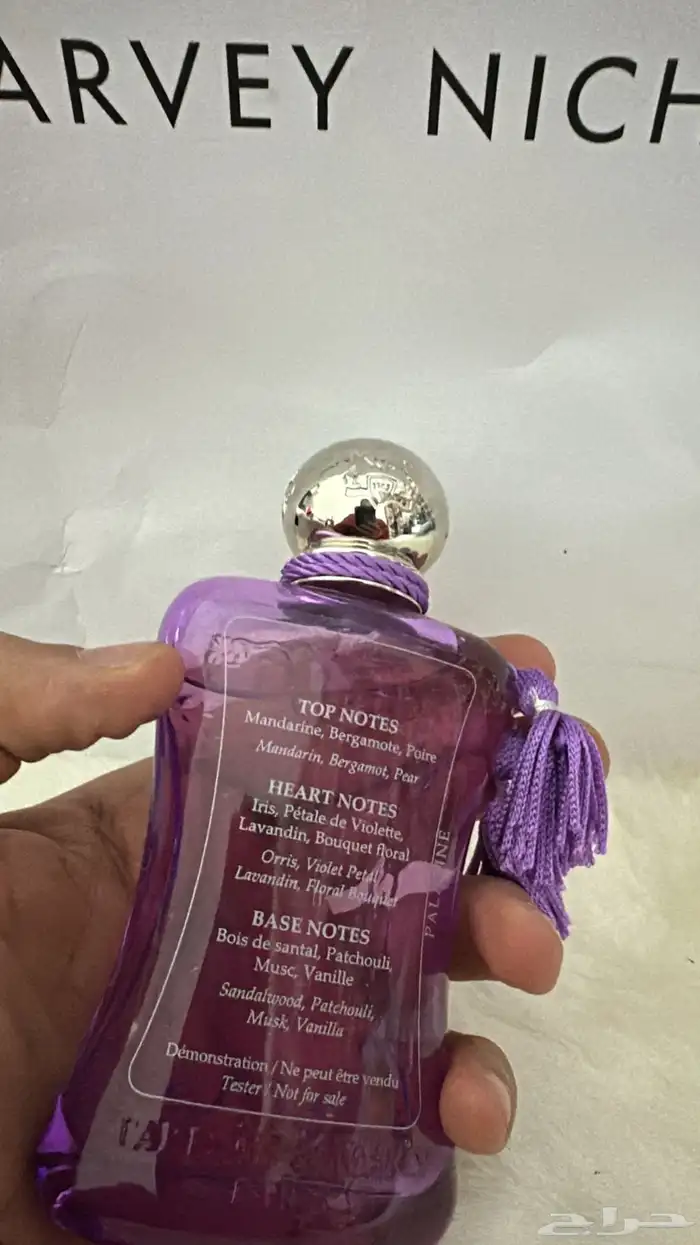 ARVEY NICH
TOP NOTES
Mandarine, Bergamote, Poire
Mandarin, Bergamot, Pear
HEART NOTES
Iris, Pétale de Violette,
Lavandin, Bouquet floral
Orris, Violet Petal
Lavandin, Floral Bouquet
BASE NOTES
Bois de santal, Patchouli,
Musc, Vanille
Sandalwood, Patchouli,
Musk, Vanilla
Démonstration / Ne peut être vendu
Tester / Not for sale
حراج